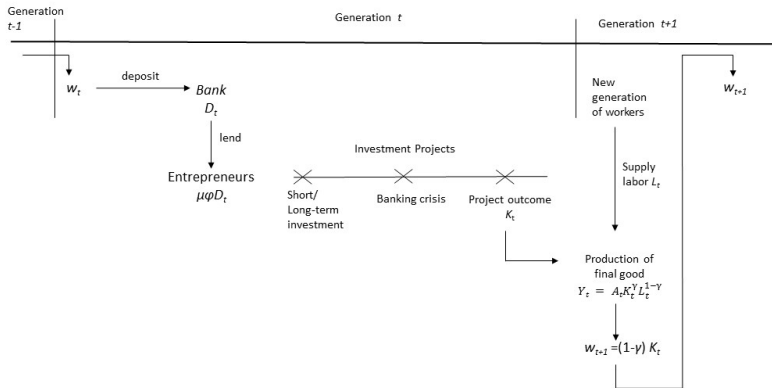 Generation
t-1
Generation t
Generation t+1
w_t
deposit
Bank
D_t
lend
Entrepreneurs
μφD_t
Investment Projects
Short/
Long-term
investment
Banking crisis
Project outcome
K_t
New
generation
of workers
Supply
labor L_t
Production of
final good
Y_t = A_t K_t^γ L_t^{1-γ}
w_{t+1} =(1-γ) K_t
w_{t+1}